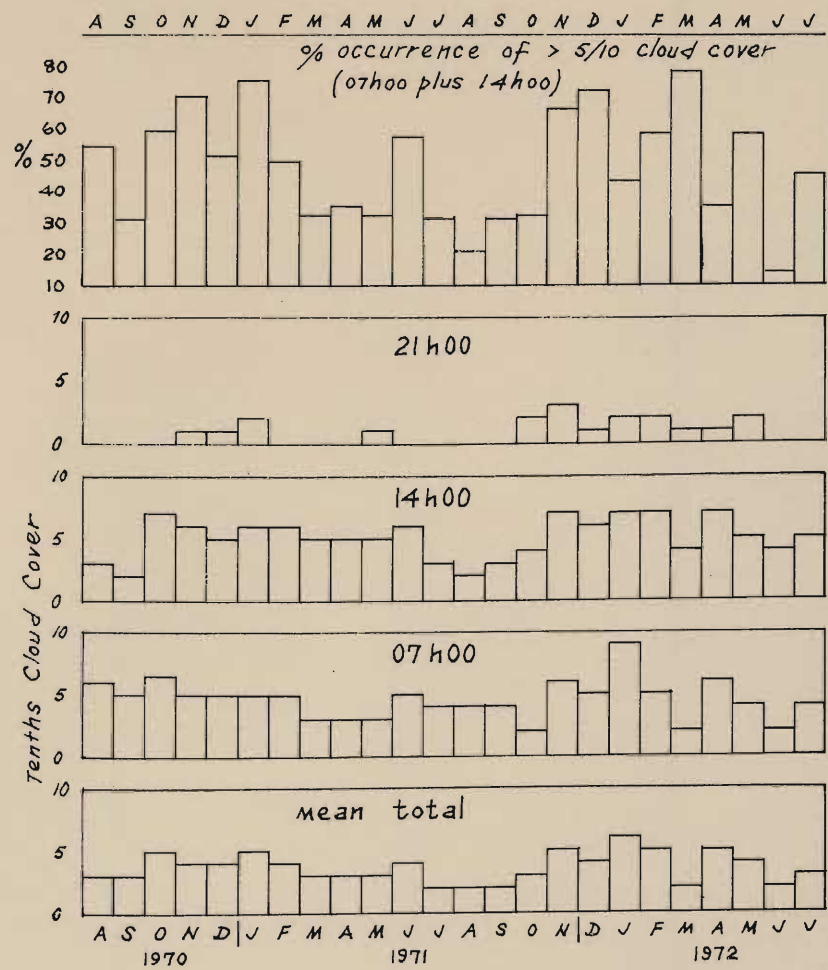 A S O N D J F M A M J J A S O N D J F M A M J J
% occurrence of > 5/10 cloud cover
(07h00 plus 14h00)
80
70
60
%
50
40
30
20
10
10
21h00
5
0
10
14h00
5
0
Tenths Cloud Cover
10
07h00
5
0
10
mean total
5
0
A S O N D J F M A M J J A S O N D J F M A M J J
1970 1971 1972